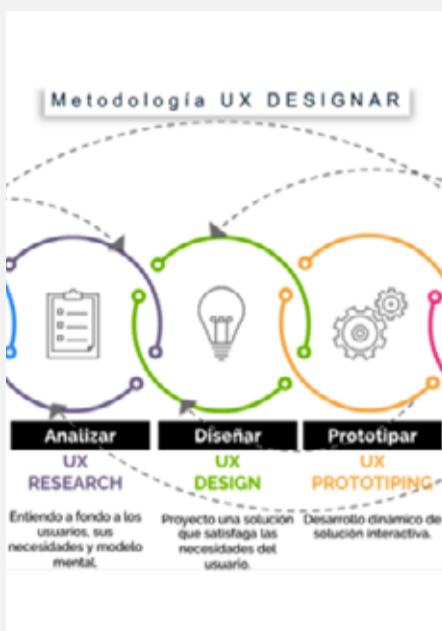 Metodología UX DESIGNAR
Analizar
UX
RESEARCH
Entiendo a fondo a los
usuarios, sus
necesidades y modelo
mental.
Diseñar
UX
DESIGN
Proyecto una solución
que satisfaga las
necesidades del
usuario.
Prototipar
UX
PROTOTIPING
Desarrollo dinámico de
solución interactiva.